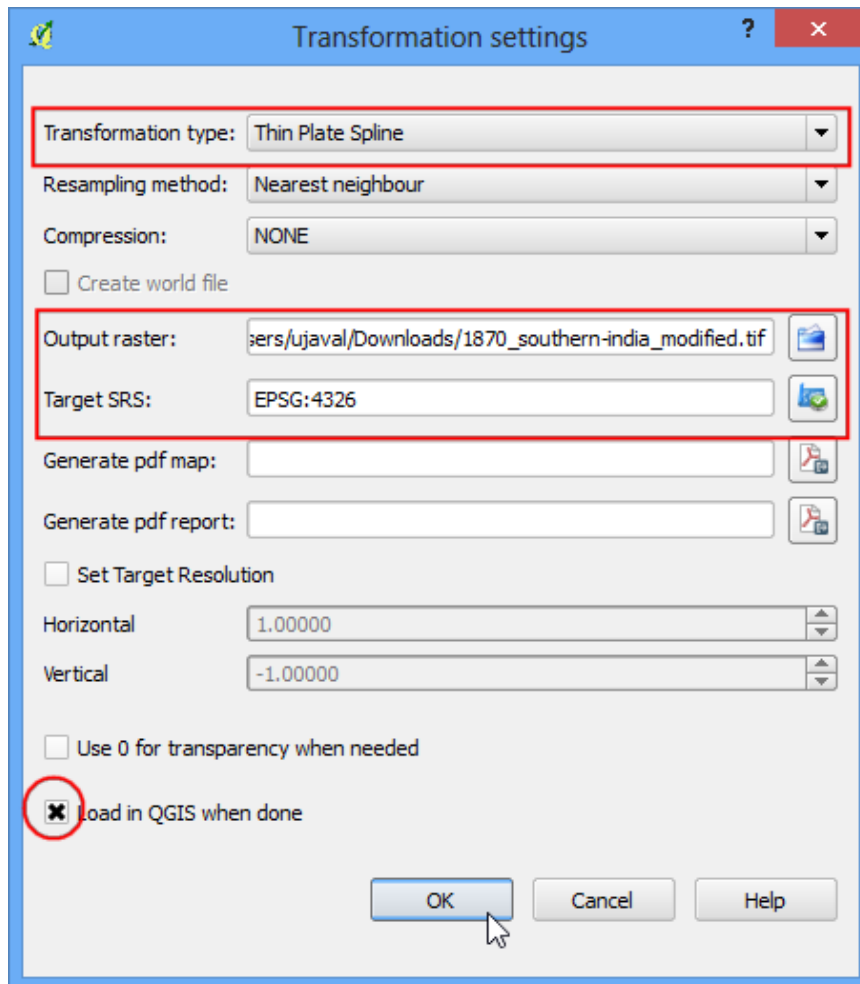 Transformation settings
?
Transformation type: Thin Plate Spline
Resampling method: Nearest neighbour
Compression: NONE
Create world file
Output raster: sers/ujaval/Downloads/1870_southern-india_modified.tif
Target SRS: EPSG:4326
Generate pdf map:
Generate pdf report:
Set Target Resolution
Horizontal 1.00000
Vertical -1.00000
Use 0 for transparency when needed
Load in QGIS when done
OK Cancel Help